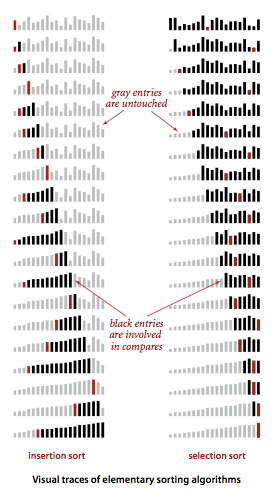 gray entries
are untouched
black entries
are involved
in compares
insertion sort
selection sort
Visual traces of elementary sorting algorithms